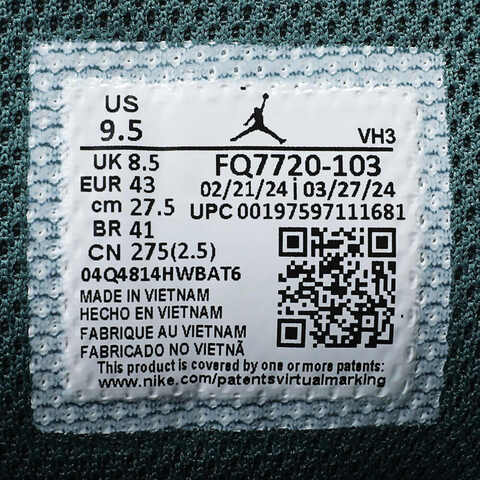 US
9.5
VH3
UK 8.5
EUR 43
cm 27.5
BR 41
CN 275(2.5)
04Q4814HWBAT6
FQ7720-103
02/21/24 | 03/27/24
UPC 00197597111681
MADE IN VIETNAM
HECHO EN VIETNAM
FABRIQUE AU VIETNAM
FABRICADO NO VIETNÃ
This product is covered by one or more patents:
www.nike.com/patentsvirtualmarking